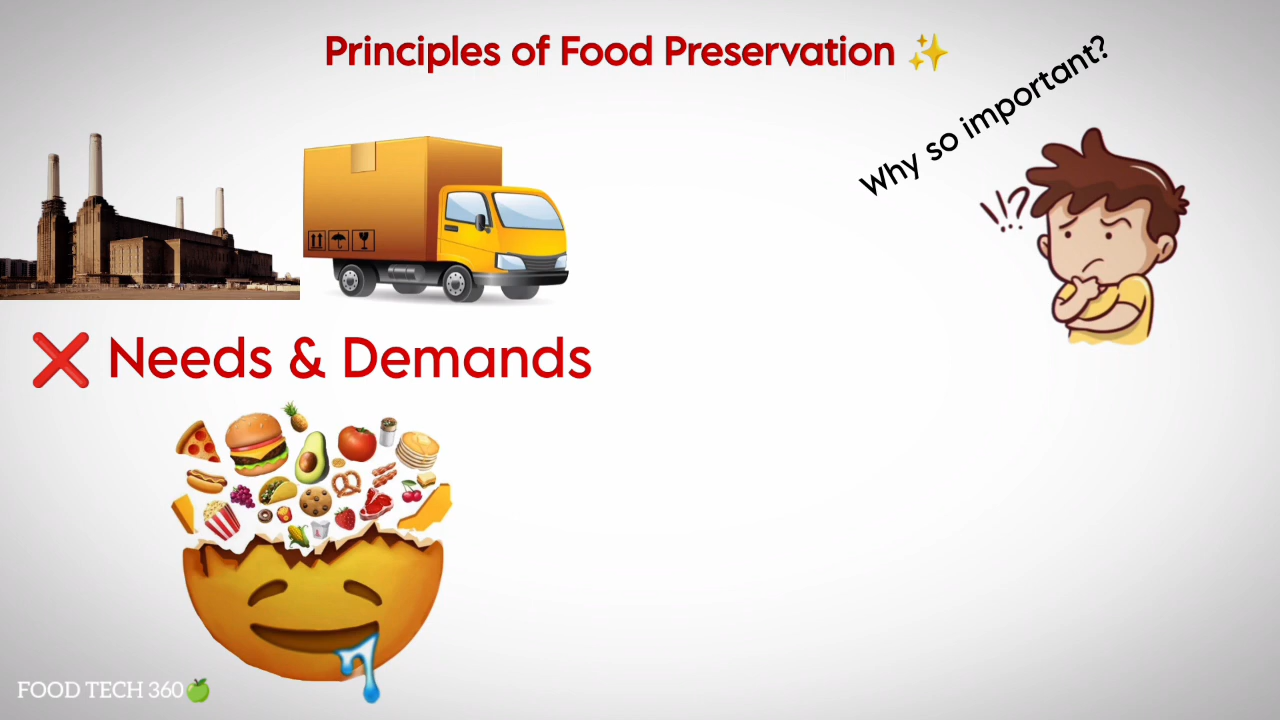 Principles of Food Preservation ✨
Why so important?
!?
❌ Needs & Demands
FOOD TECH 360🍏